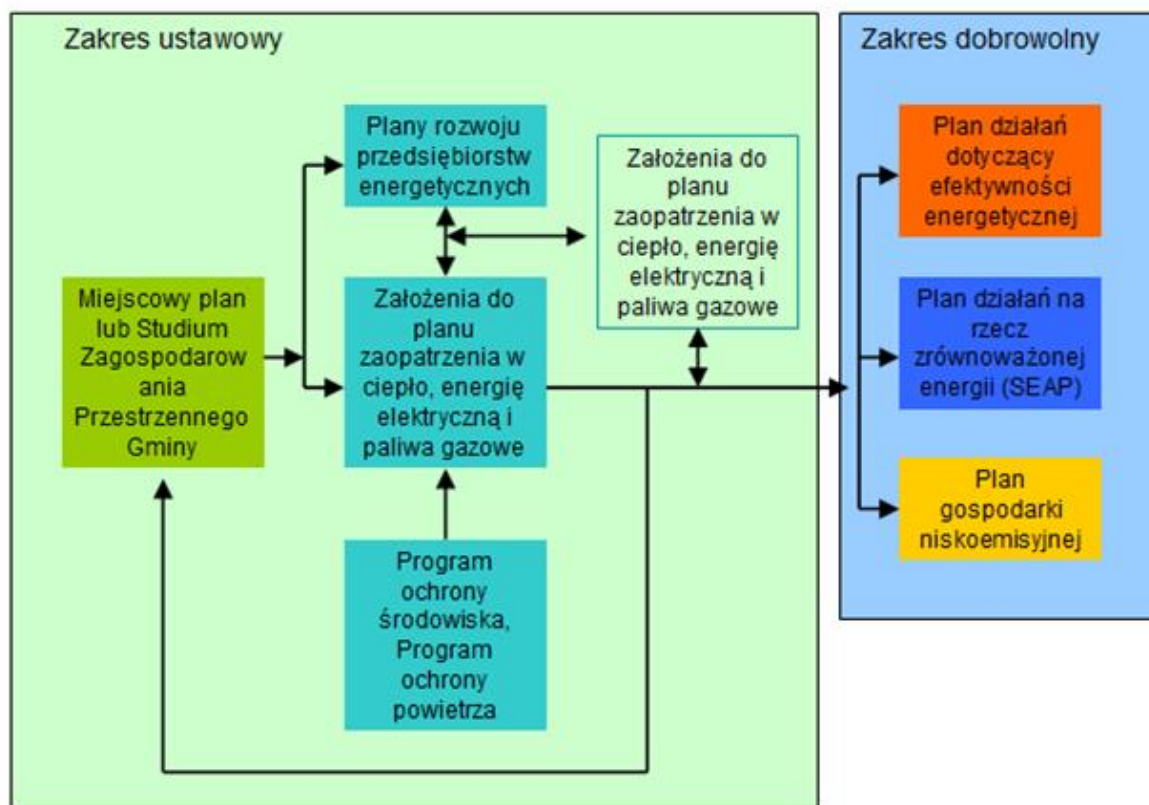 Zakres ustawowy
Zakres dobrowolny
Plany rozwoju
przedsiębiorstw
energetycznych
Założenia do
planu
zaopatrzenia w
ciepło, energię
elektryczną i
paliwa gazowe
Plan działań
dotyczący
efektywności
energetycznej
Miejscowy plan
lub Studium
Zagospodarow
ania
Przestrzennego
Gminy
Założenia do
planu
zaopatrzenia w
ciepło, energię
elektryczną i
paliwa gazowe
Plan działań na
rzecz
zrównoważonej
energii (SEAP)
Plan
gospodarki
niskoemisyjnej
Program
ochrony
środowiska,
Program
ochrony
powietrza